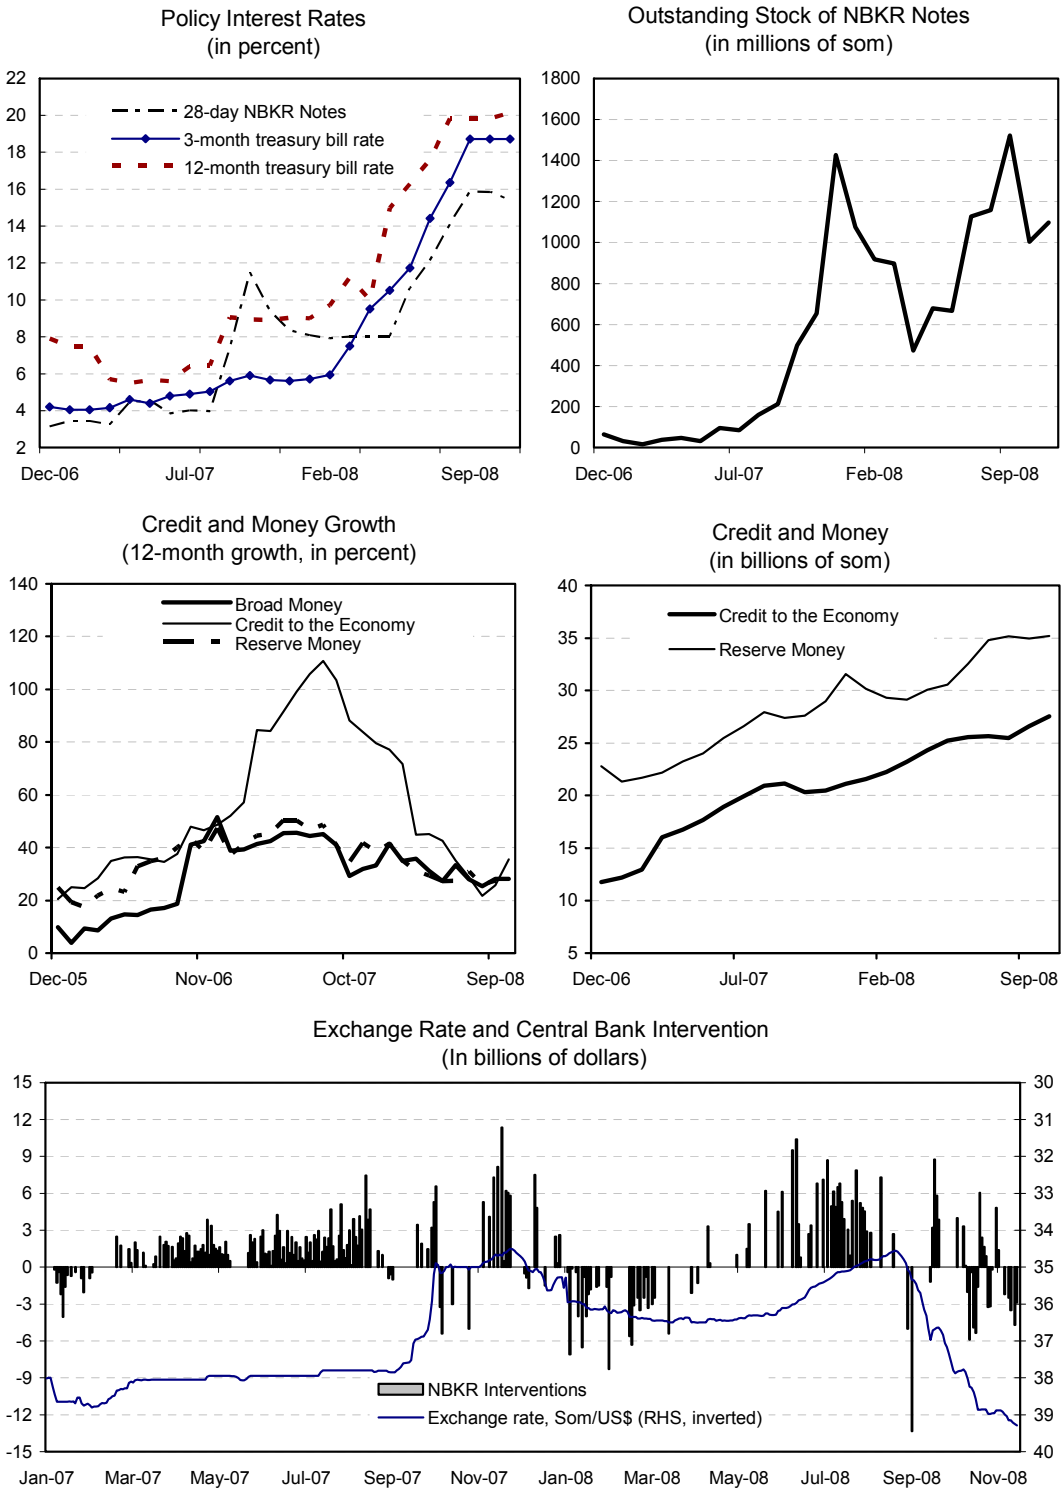 Policy Interest Rates
(in percent)
22
20
18
16
14
12
10
8
6
4
2
28-day NBKR Notes
3-month treasury bill rate
12-month treasury bill rate
Dec-06 Jul-07 Feb-08 Sep-08
Outstanding Stock of NBKR Notes
(in millions of som)
1800
1600
1400
1200
1000
800
600
400
200
0
Dec-06 Jul-07 Feb-08 Sep-08
Credit and Money Growth
(12-month growth, in percent)
140
120
100
80
60
40
20
0
Broad Money
Credit to the Economy
Reserve Money
Dec-05 Nov-06 Oct-07 Sep-08
Credit and Money
(in billions of som)
40
35
30
25
20
15
10
5
Credit to the Economy
Reserve Money
Dec-06 Jul-07 Feb-08 Sep-08
Exchange Rate and Central Bank Intervention
(In billions of dollars)
15 30
12 31
9 32
6 33
3 34
0 35
-3 36
-6 37
-9 38
-12 39
-15 40
NBKR Interventions
Exchange rate, Som/US$ (RHS, inverted)
Jan-07 Mar-07 May-07 Jul-07 Sep-07 Nov-07 Jan-08 Mar-08 May-08 Jul-08 Sep-08 Nov-08